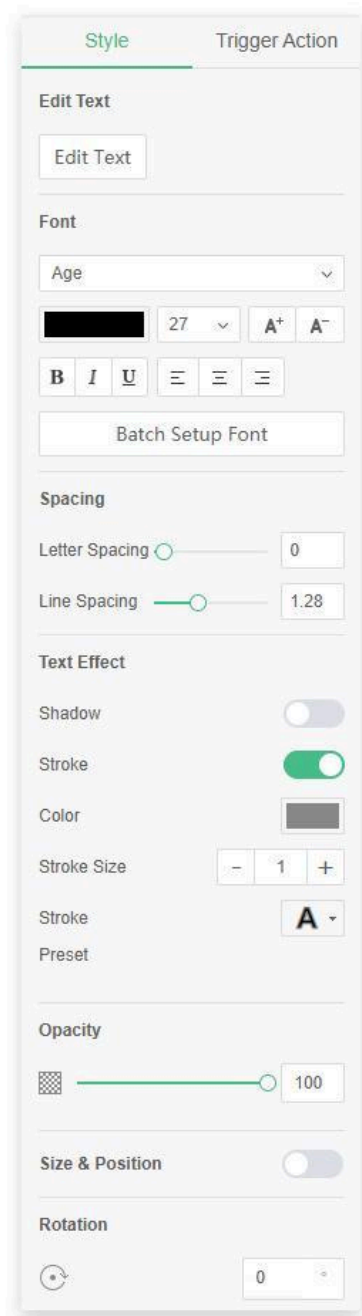 Style Trigger Action
Edit Text
Edit Text
Font
Age
27 A+ A-
B I U
Batch Setup Font
Spacing
Letter Spacing 0
Line Spacing 1.28
Text Effect
Shadow
Stroke
Color
Stroke Size - 1 +
Stroke A
Preset
Opacity
100
Size & Position
Rotation
0 °